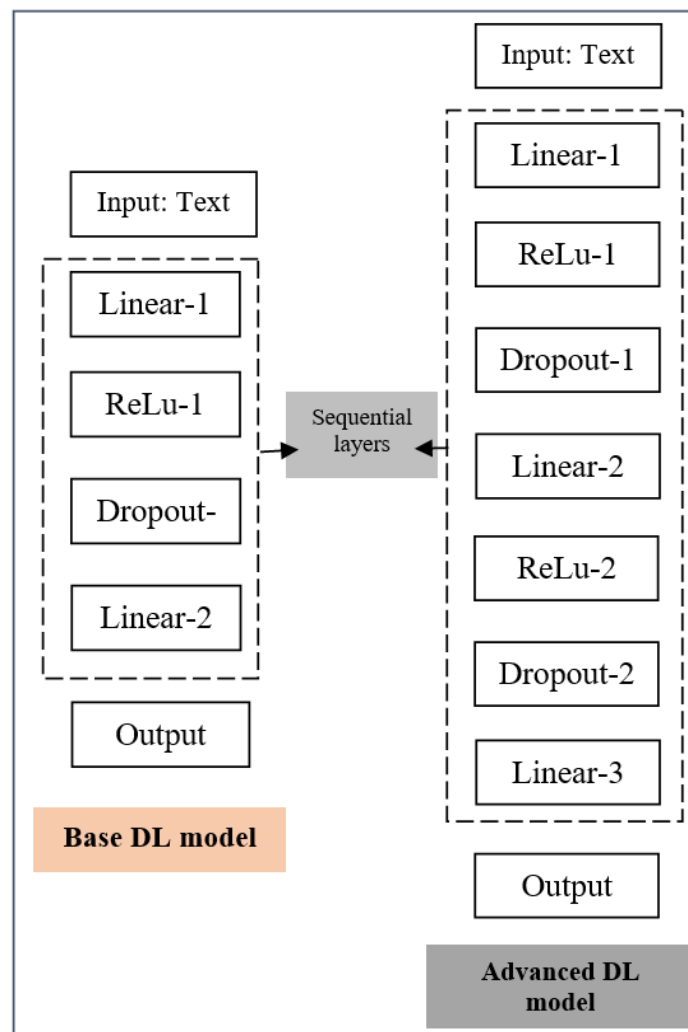 Input: Text
Linear-1
ReLu-1
Dropout-
Linear-2
Output
Base DL model
Sequential
layers
Input: Text
Linear-1
ReLu-1
Dropout-1
Linear-2
ReLu-2
Dropout-2
Linear-3
Output
Advanced DL
model